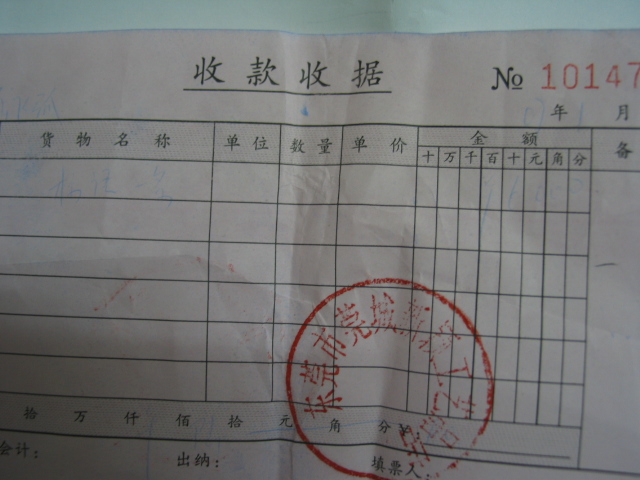 收款收据
№ 10147
年 月
货物名称 单位 数量 单价 金额 备
十 万 千 百 十 元 角 分
拾 万 仟 佰 拾 元 角 分
会计： 出纳： 填票人：
东莞市莞城